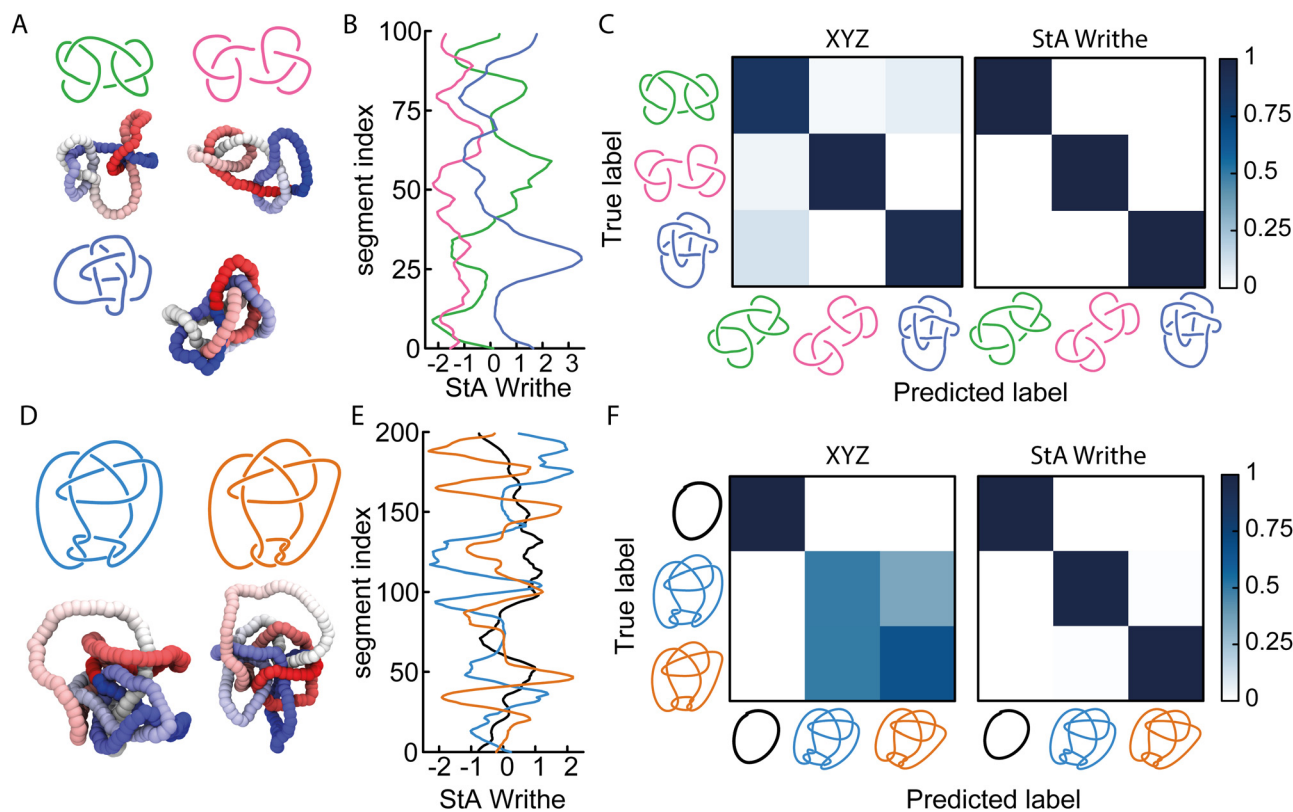 A
B
100
75
50
25
0
segment index
-2 -1 0 1 2 3
StA Writhe
C
XYZ
StA Writhe
True label
Predicted label
1
0.75
0.5
0.25
0
D
E
200
150
100
50
0
segment index
-2 -1 0 1 2
StA Writhe
F
XYZ
StA Writhe
True label
Predicted label
1
0.75
0.5
0.25
0